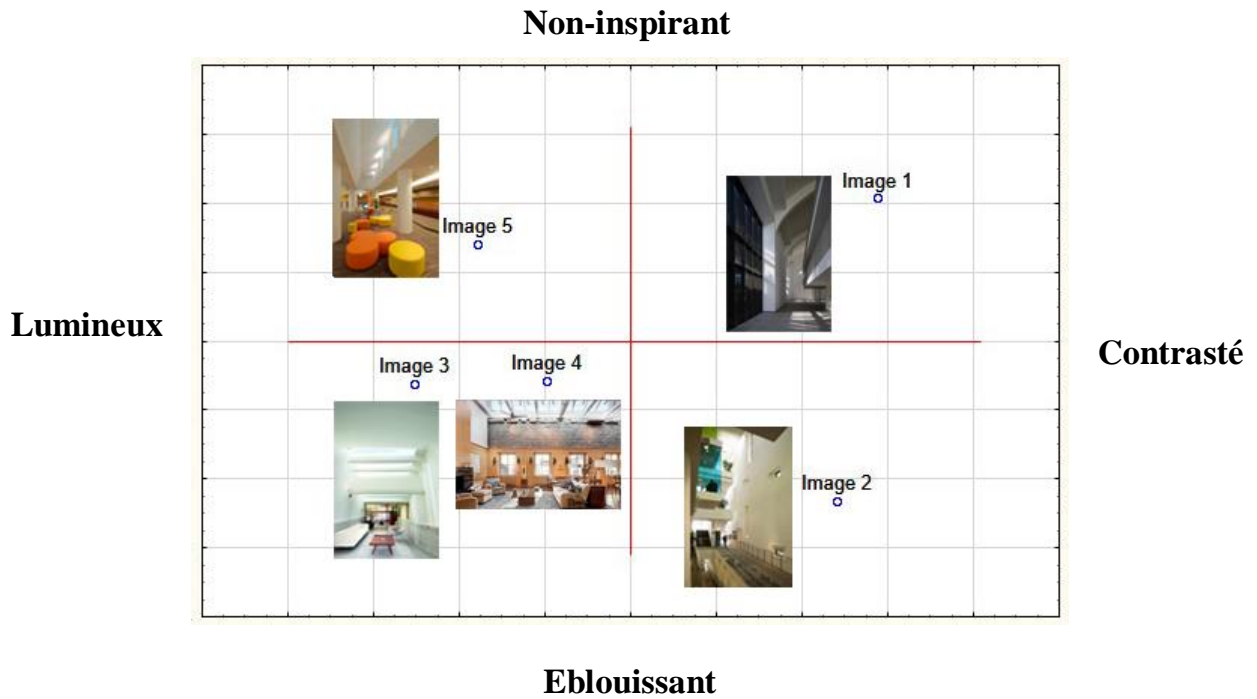 Non-inspirant
Image 1
Image 5
Lumineux
Contrasté
Image 3
Image 4
Image 2
Eblouissant